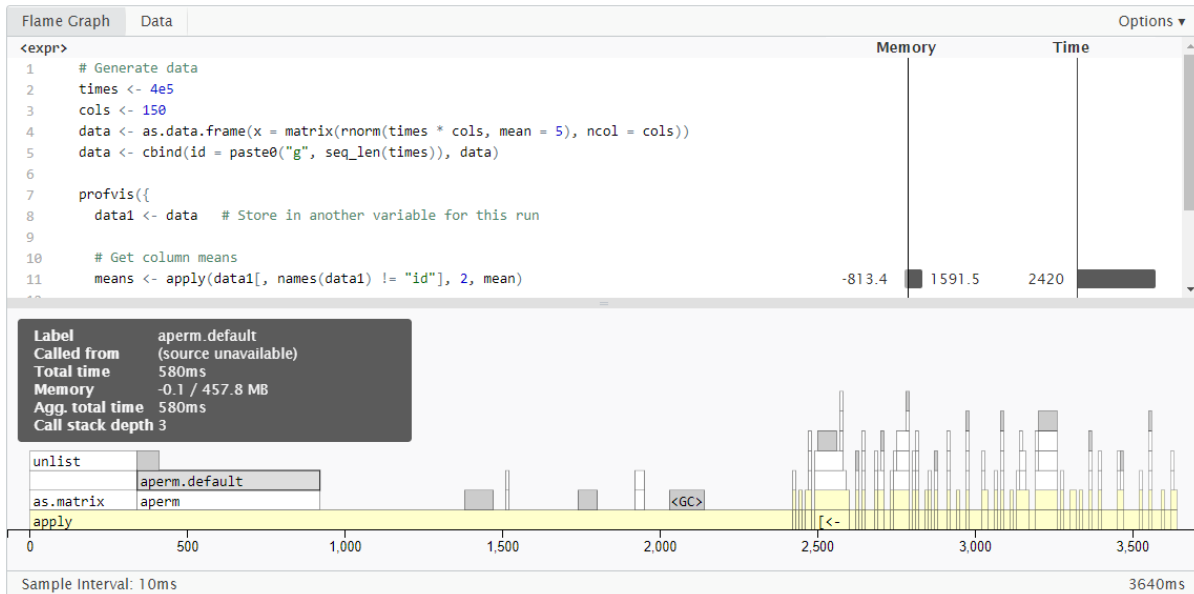 Flame Graph Data Options ▾
<expr> Memory Time
1 # Generate data
2 times <- 4e5
3 cols <- 150
4 data <- as.data.frame(x = matrix(rnorm(times * cols, mean = 5), ncol = cols))
5 data <- cbind(id = paste0("g", seq_len(times)), data)
6
7 profvis({
8 data1 <- data # Store in another variable for this run
9
10 # Get column means
11 means <- apply(data1[, names(data1) != "id"], 2, mean) -813.4 1591.5 2420
Label aperm.default
Called from (source unavailable)
Total time 580ms
Memory -0.1 / 457.8 MB
Agg. total time 580ms
Call stack depth 3
unlist
aperm.default
as.matrix aperm <GC>
apply [<-
0 500 1,000 1,500 2,000 2,500 3,000 3,500
Sample Interval: 10ms 3640ms